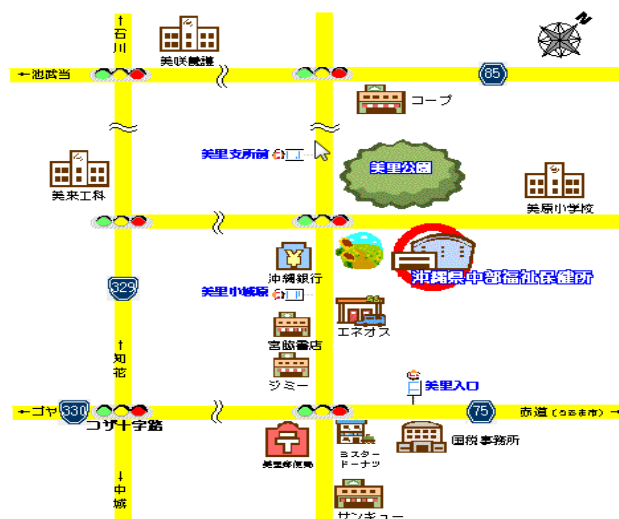 ↑石川
N
美咲養護
←池武当
85
コープ
美里支所前
美里公園
美来工科
美原小学校
沖縄銀行
沖縄県中部福祉保健所
329
美里小城原
エネオス
宮脇書店
↑知花
ジミー
美里入口
←ゴヤ
330
75
赤道(うるま市)→
コザ十字路
美里郵便局
ミスタードーナツ
国税事務所
↓中城
サンキュー